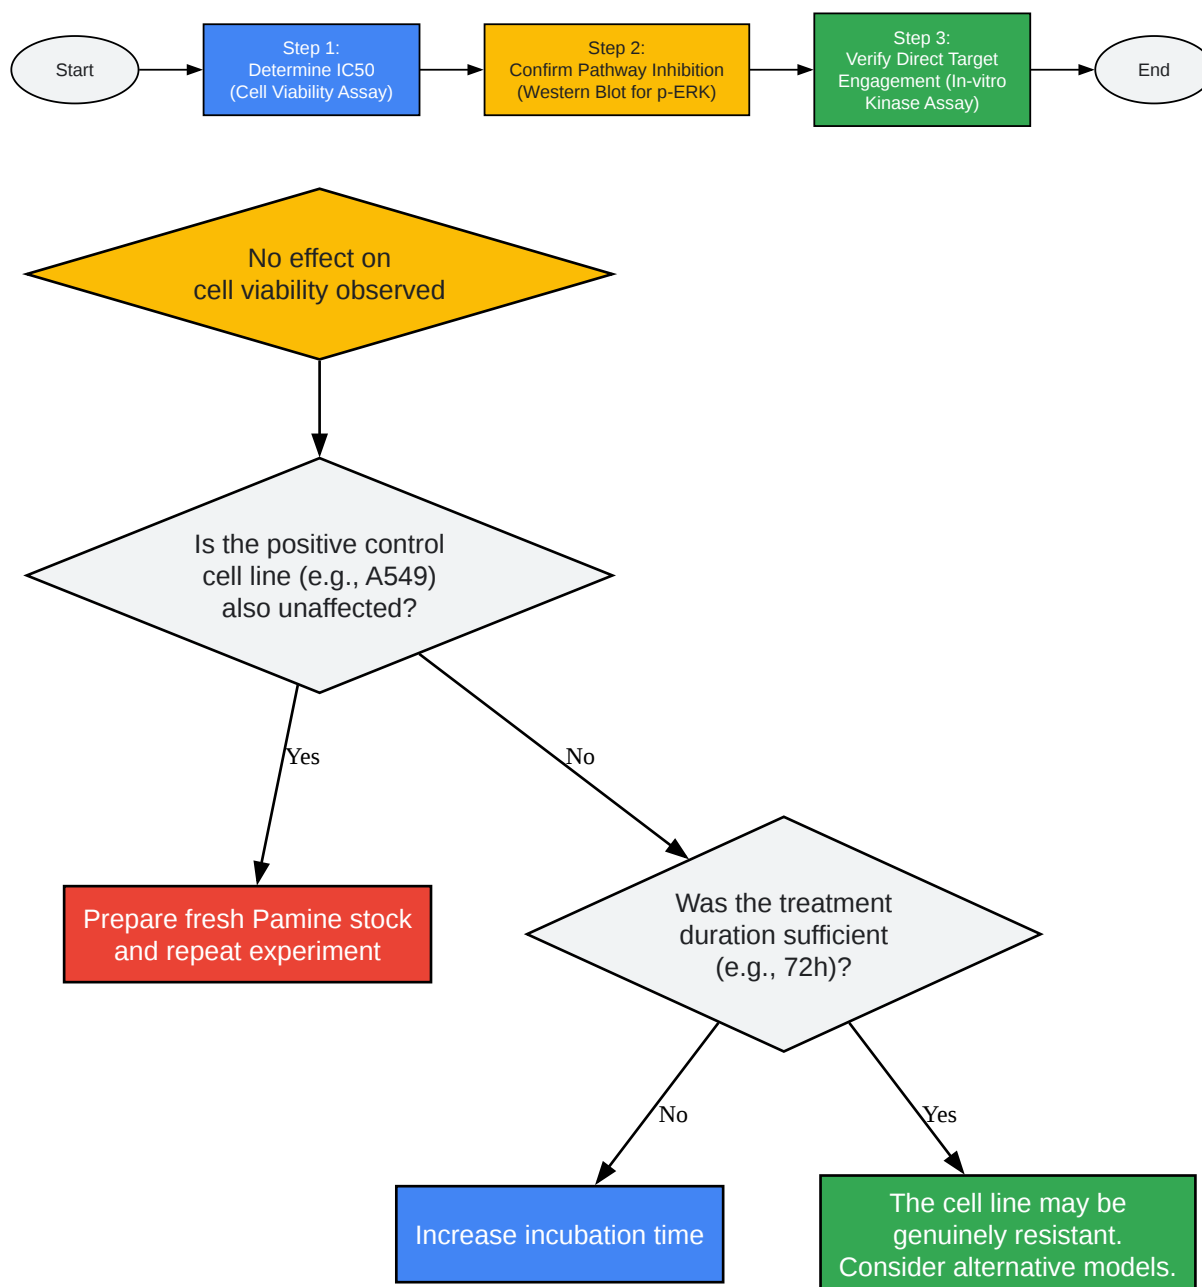 Start
Step 1:
Determine IC50
(Cell Viability Assay)
Step 2:
Confirm Pathway Inhibition
(Western Blot for p-ERK)
Step 3:
Verify Direct Target
Engagement (In-vitro
Kinase Assay)
End
No effect on
cell viability observed
Is the positive control
cell line (e.g., A549)
also unaffected?
Yes
No
Prepare fresh Pamine stock
and repeat experiment
Was the treatment
duration sufficient
(e.g., 72h)?
No
Yes
Increase incubation time
The cell line may be
genuinely resistant.
Consider alternative models.